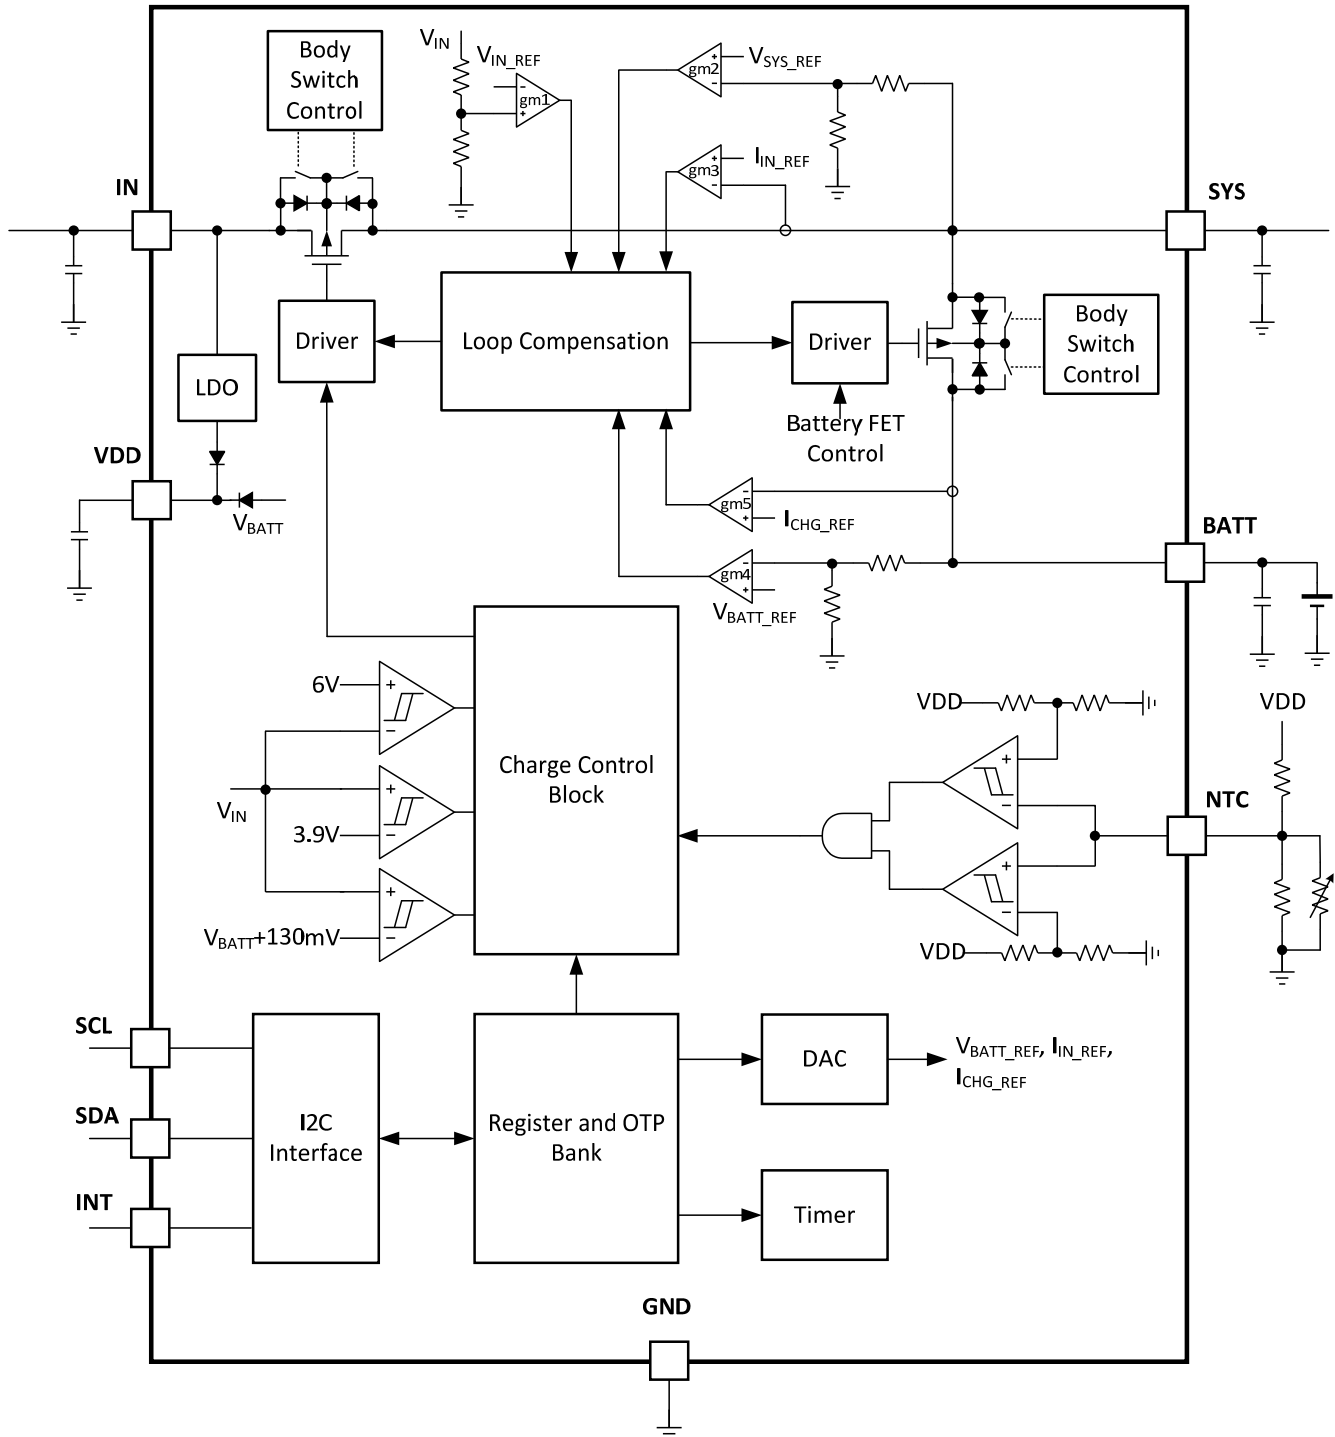 Body
Switch
Control
VIN
VIN_REF
-
gm1
+
+
gm2
-
VSYS_REF
+
gm3
-
IIN_REF
IN
SYS
Driver
Loop Compensation
Driver
Body
Switch
Control
LDO
Battery FET
Control
VDD
VBATT
-
gm5
+
ICHG_REF
BATT
-
gm4
+
VBATT_REF
6V
+
-
VIN
+
3.9V
-
+
VBATT+130mV
-
Charge Control
Block
VDD
+
-
+
-
VDD
VDD
NTC
SCL
SDA
INT
I2C
Interface
Register and OTP
Bank
DAC
VBATT_REF, IIN_REF,
ICHG_REF
Timer
GND